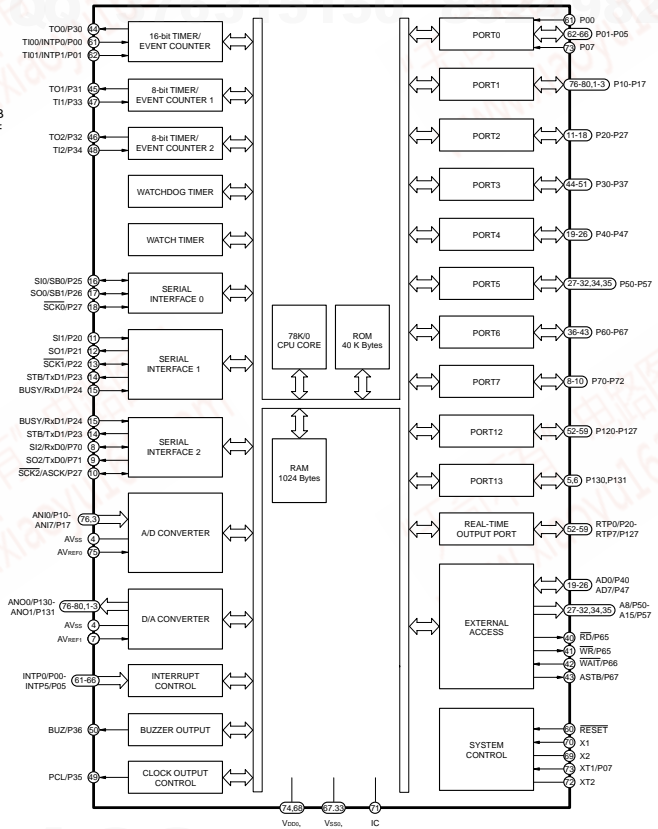 TO0/P30 44
TI00/INTP0/P00 61
TI01/INTP1/P01 62
16-bit TIMER/
EVENT COUNTER
TO1/P31 45
TI1/P33 47
8-bit TIMER/
EVENT COUNTER 1
TO2/P32 46
TI2/P34 48
8-bit TIMER/
EVENT COUNTER 2
WATCHDOG TIMER
WATCH TIMER
SI0/SB0/P25 16
SO0/SB1/P26 17
SCK0/P27 18
SERIAL
INTERFACE 0
SI1/P20 11
SO1/P21 12
SCK1/P22 13
STB/TxD1/P23 14
BUSY/RxD1/P24 15
SERIAL
INTERFACE 1
BUSY/RxD1/P24 15
STB/TxD1/P23 14
SI2/RxD0/P70 8
SO2/TxD0/P71 9
SCK2/ASCK/P27 10
SERIAL
INTERFACE 2
ANI0/P10-
ANI7/P17
76,3
AVSS 4
AVREF0 75
A/D CONVERTER
ANO0/P130-
ANO1/P131
76-80,1-3
AVSS 4
AVREF1 7
D/A CONVERTER
INTP0/P00-
INTP5/P05
61-66
INTERRUPT
CONTROL
BUZ/P36 50
BUZZER OUTPUT
PCL/P35 49
CLOCK OUTPUT
CONTROL
78K/0
CPU CORE
ROM
40 K Bytes
RAM
1024 Bytes
74,68
VDD0,
67.33
VSS0,
71
IC
PORT0
61 P00
62-66 P01-P05
73 P07
PORT1
76-80,1-3 P10-P17
PORT2
11-18 P20-P27
PORT3
44-51 P30-P37
PORT4
19-26 P40-P47
PORT5
27-32,34,35 P50-P57
PORT6
36-43 P60-P67
PORT7
8-10 P70-P72
PORT12
52-59 P120-P127
PORT13
5,6 P130,P131
REAL-TIME
OUTPUT PORT
52-59
RTP0/P20-
RTP7/P127
EXTERNAL
ACCESS
19-26
AD0/P40
AD7/P47
27-32,34,35
A8/P50-
A15/P57
40 RD/P65
41 WR/P65
42 WAIT/P66
43 ASTB/P67
SYSTEM
CONTROL
60 RESET
70 X1
69 X2
73 XT1/P07
72 XT2